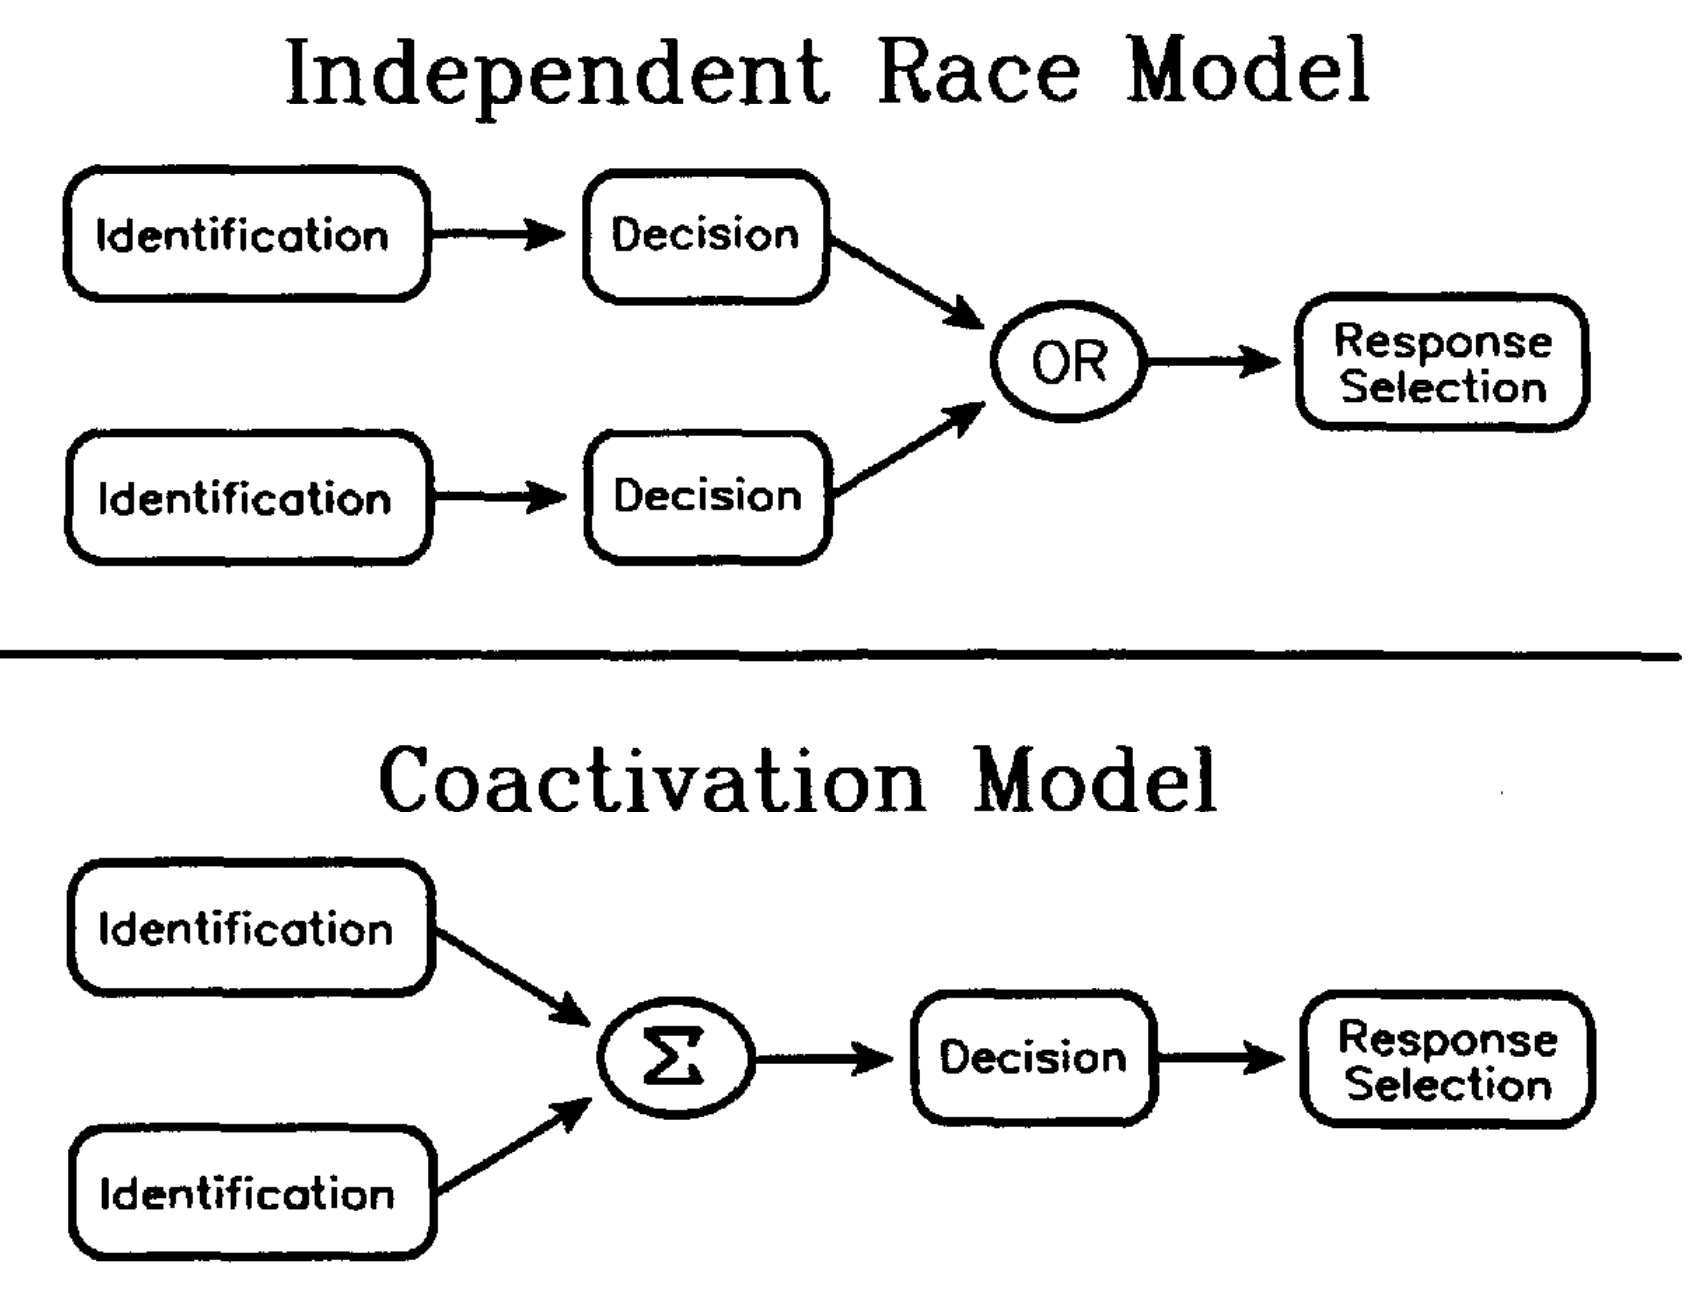 Independent Race Model
Identification
Decision
Identification
Decision
OR
Response
Selection
Coactivation Model
Identification
Identification
Σ
Decision
Response
Selection